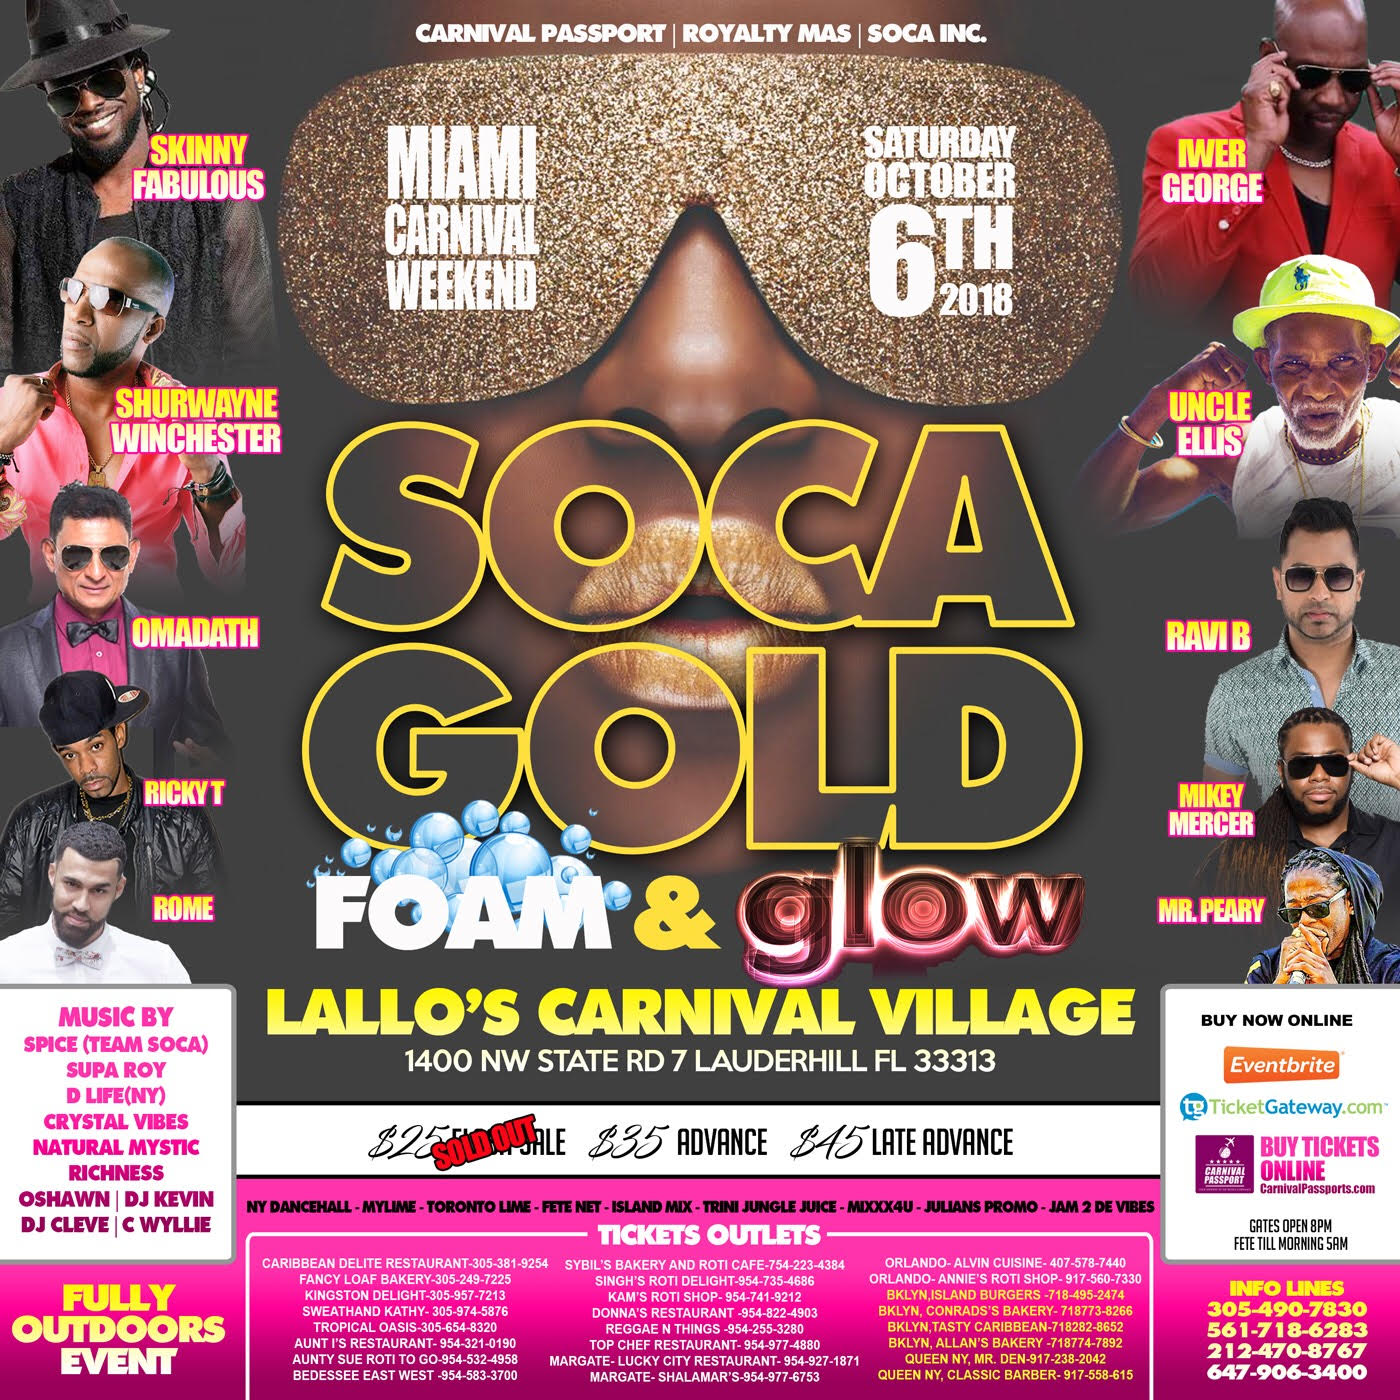 CARNIVAL PASSPORT | ROYALTY MAS | SOCA INC.
MIAMI
CARNIVAL
WEEKEND
SATURDAY
OCTOBER
6TH
2018
SKINNY
FABULOUS
SHURWAYNE
WINCHESTER
OMADATH
RICKY T
ROME
IWER
GEORGE
UNCLE
ELLIS
RAVI B
MIKEY
MERCER
MR. PEARY
SOCA
GOLD
FOAM & glow
LALLO'S CARNIVAL VILLAGE
1400 NW STATE RD 7 LAUDERHILL FL 33313
MUSIC BY
SPICE (TEAM SOCA)
SUPA ROY
D LIFE(NY)
CRYSTAL VIBES
NATURAL MYSTIC
RICHNESS
OSHAWN | DJ KEVIN
DJ CLEVE | C WYLLIE
FULLY
OUTDOORS
EVENT
$25 SALE $35 ADVANCE $45 LATE ADVANCE
SOLD OUT
NY DANCEHALL - MYLIME - TORONTO LIME - FETE NET - ISLAND MIX - TRINI JUNGLE JUICE - MIXXX4U - JULIANS PROMO - JAM 2 DE VIBES
TICKETS OUTLETS
CARIBBEAN DELITE RESTAURANT-305-381-9254
FANCY LOAF BAKERY-305-249-7225
KINGSTON DELIGHT-305-957-7213
SWEATHAND KATHY- 305-974-5876
TROPICAL OASIS-305-654-8320
AUNT I'S RESTAURANT- 954-321-0190
AUNTY SUE ROTI TO GO-954-532-4958
BEDESSEE EAST WEST -954-583-3700
SYBIL'S BAKERY AND ROTI CAFE-754-223-4384
SINGH'S ROTI DELIGHT-954-735-4686
KAM'S ROTI SHOP- 954-741-9212
DONNA'S RESTAURANT -954-822-4903
REGGAE N THINGS -954-255-3280
TOP CHEF RESTAURANT- 954-977-4880
MARGATE- LUCKY CITY RESTAURANT- 954-927-1871
MARGATE- SHALAMAR'S-954-977-6753
ORLANDO- ALVIN CUISINE- 407-578-7440
ORLANDO- ANNIE'S ROTI SHOP- 917-560-7330
BKLYN,ISLAND BURGERS -718-495-2474
BKLYN, CONRADS'S BAKERY- 718773-8266
BKLYN,TASTY CARIBBEAN-718282-8652
BKLYN, ALLAN'S BAKERY -718774-7892
QUEEN NY, MR. DEN-917-238-2042
QUEEN NY, CLASSIC BARBER- 917-558-615
BUY NOW ONLINE
Eventbrite
tg TicketGateway.com
CARNIVAL
PASSPORT
BUY TICKETS
ONLINE
CarnivalPassports.com
GATES OPEN 8PM
FETE TILL MORNING 5AM
INFO LINES
305-490-7830
561-718-6283
212-470-8767
647-906-3400